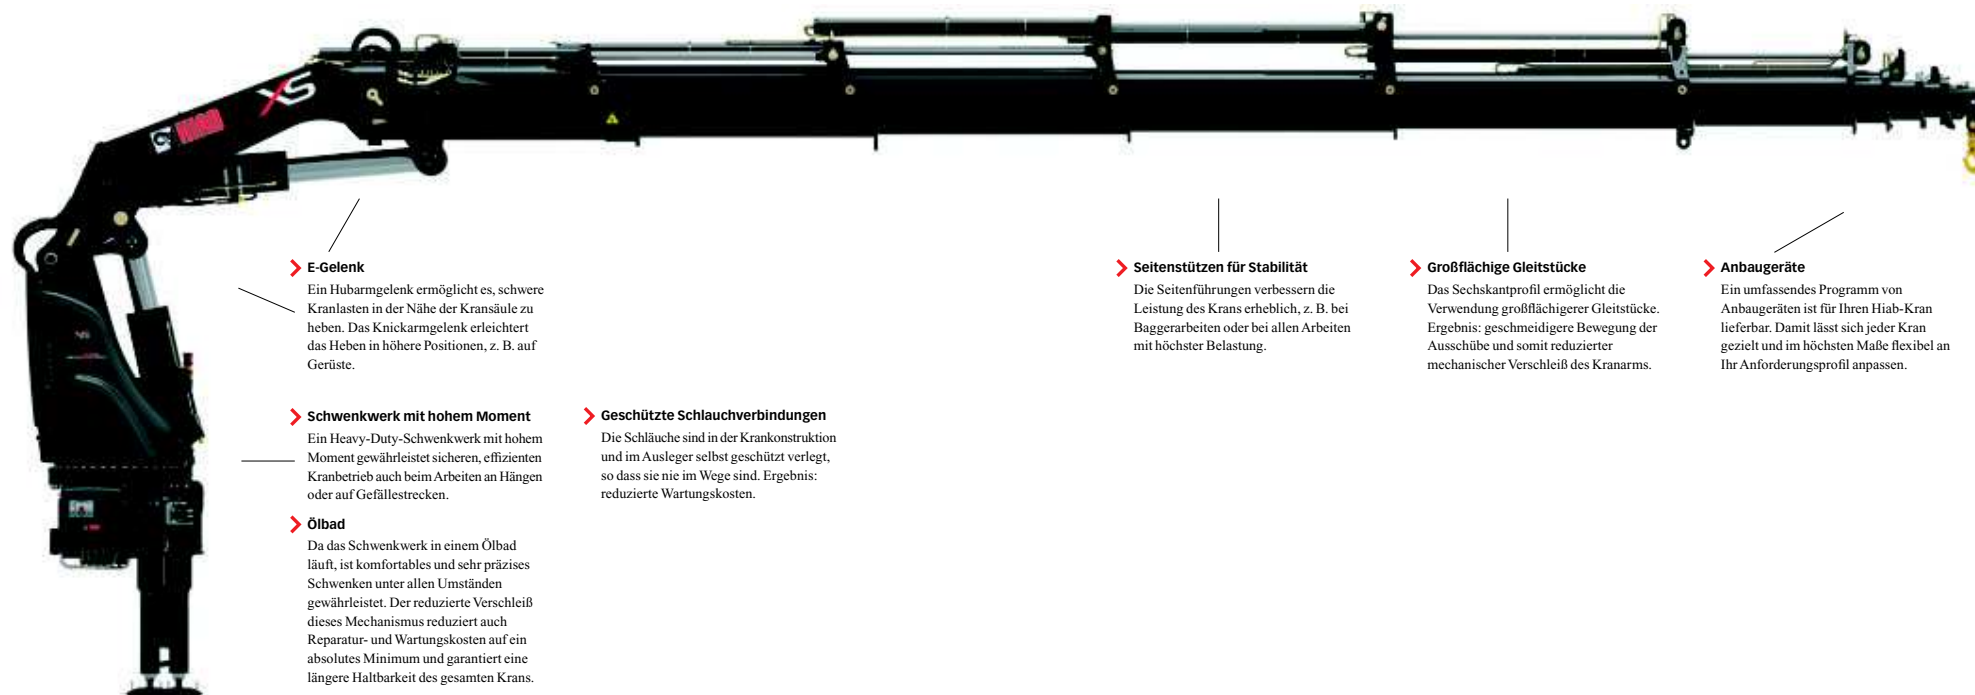 XS
HIAB
E-Gelenk
Ein Hubarmgelenk ermöglicht es, schwere
Kranlasten in der Nähe der Kransäule zu
heben. Das Knickarmgelenk erleichtert
das Heben in höhere Positionen, z. B. auf
Gerüste.
Schwenkwerk mit hohem Moment
Ein Heavy-Duty-Schwenkwerk mit hohem
Moment gewährleistet sicheren, effizienten
Kranbetrieb auch beim Arbeiten an Hängen
oder auf Gefällestrecken.
Ölbad
Da das Schwenkwerk in einem Ölbad
läuft, ist komfortables und sehr präzises
Schwenken unter allen Umständen
gewährleistet. Der reduzierte Verschleiß
dieses Mechanismus reduziert auch
Reparatur- und Wartungskosten auf ein
absolutes Minimum und garantiert eine
längere Haltbarkeit des gesamten Krans.
Geschützte Schlauchverbindungen
Die Schläuche sind in der Krankonstruktion
und im Ausleger selbst geschützt verlegt,
so dass sie nie im Wege sind. Ergebnis:
reduzierte Wartungskosten.
Seitenstützen für Stabilität
Die Seitenführungen verbessern die
Leistung des Krans erheblich, z. B. bei
Baggerarbeiten oder bei allen Arbeiten
mit höchster Belastung.
Großflächige Gleitstücke
Das Sechskantprofil ermöglicht die
Verwendung großflächigerer Gleitstücke.
Ergebnis: geschmeidigere Bewegung der
Ausschübe und somit reduzierter
mechanischer Verschleiß des Kranarms.
Anbaugeräte
Ein umfassendes Programm von
Anbaugeräten ist für Ihren Hiab-Kran
lieferbar. Damit lässt sich jeder Kran
gezielt und im höchsten Maße flexibel an
Ihr Anforderungsprofil anpassen.